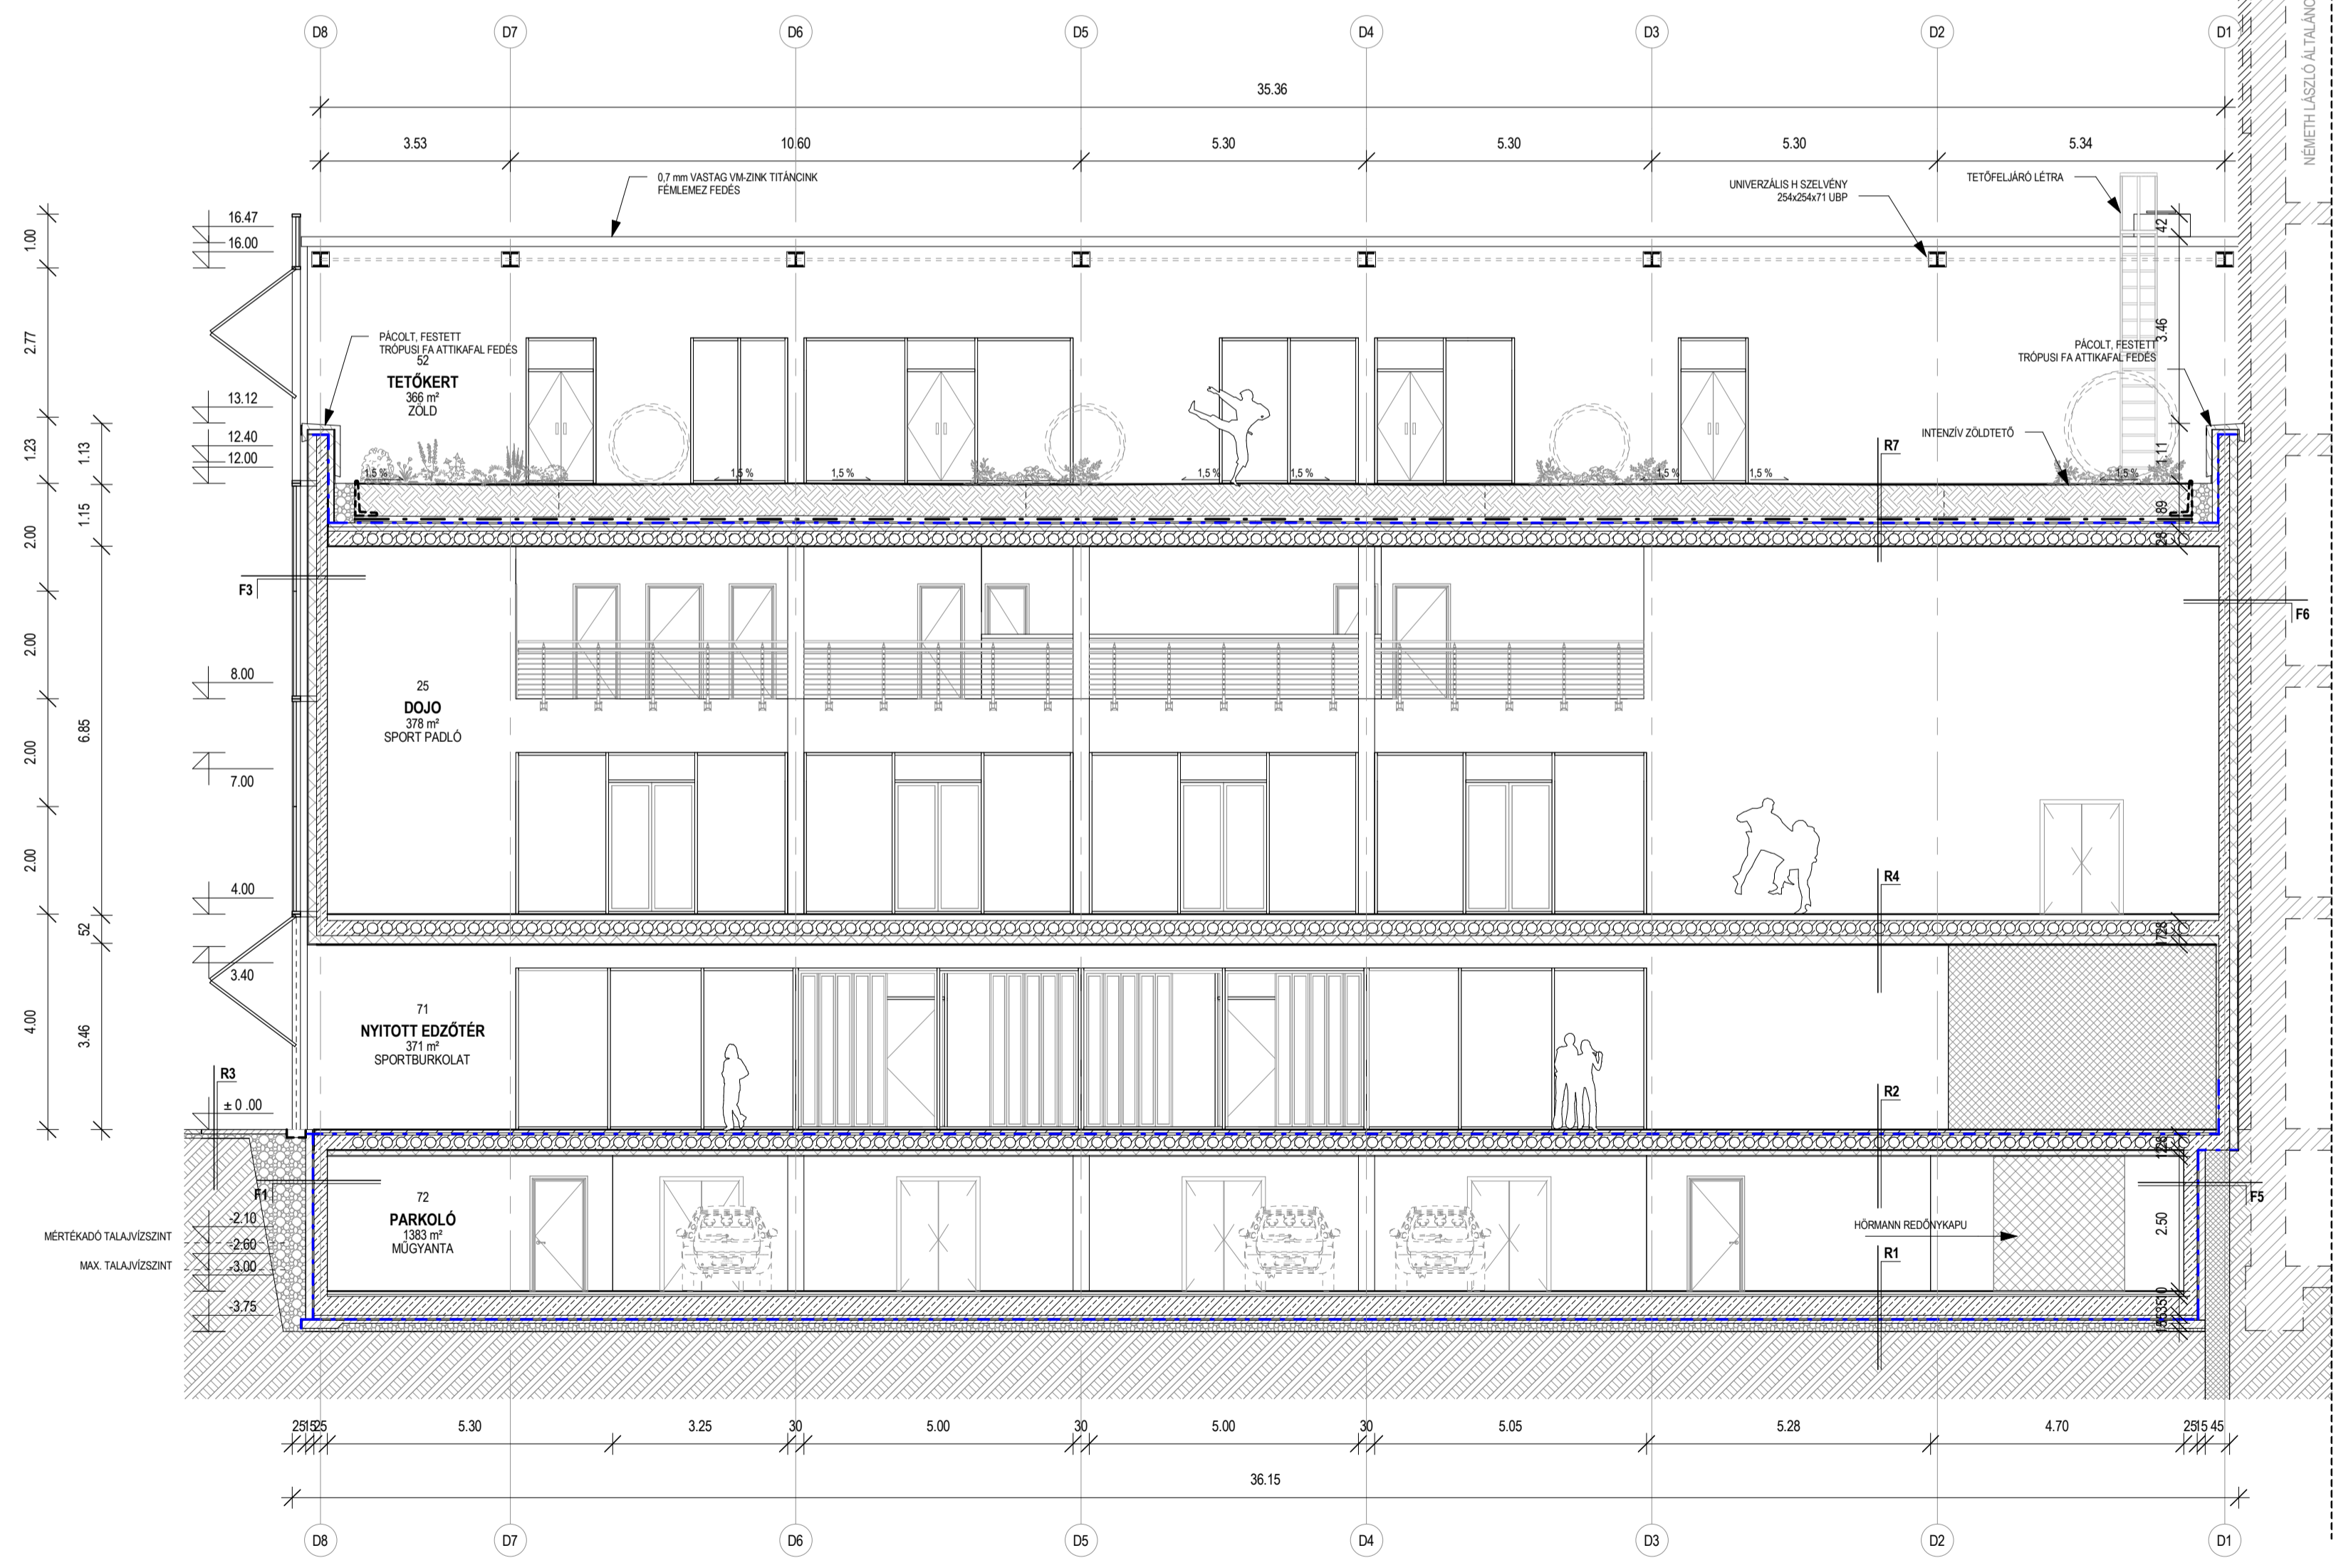 D8 D7 D6 D5 D4 D3 D2 D1
NÉMETH LÁSZLÓ ÁLTALÁNO
35.36
3.53 10.60 5.30 5.30 5.30 5.34
0,7 mm VASTAG VM-ZINK TITÁNCINK
FÉMLEMEZ FEDÉS
UNIVERZÁLIS H SZELVÉNY
254x254x71 UBP
TETŐFELJÁRÓ LÉTRA
16.47
16.00
1.00
42
2.77
3.46
PÁCOLT, FESTETT
TRÓPUSI FA ATTIKAFAL FEDÉS
52
TETŐKERT
366 m²
ZÖLD
PÁCOLT, FESTETT
TRÓPUSI FA ATTIKAFAL FEDÉS
13.12
12.40
12.00
1.23
1.13
INTENZÍV ZÖLDTETŐ
R7
1.11
1,5 % 1,5 % 1,5 % 1,5 % 1,5 % 1,5 % 1,5 % 1,5 %
1.15
89
28
2.00
F3
F6
2.00
8.00
25
DOJO
378 m²
SPORT PADLÓ
6.85
2.00
7.00
2.00
4.00
R4
52
1728
3.40
4.00
3.46
71
NYITOTT EDZŐTÉR
371 m²
SPORTBURKOLAT
R3
R2
± 0 .00
1228
F1
F5
72
PARKOLÓ
1383 m²
MŰGYANTA
-2.10
MÉRTÉKADÓ TALAJVÍZSZINT
-2.60
MAX. TALAJVÍZSZINT
-3.00
-3.75
HÖRMANN REDŐNYKAPU
2.50
R1
251525 5.30 3.25 30 5.00 30 5.00 30 5.05 5.28 4.70 2515 45
36.15
D8 D7 D6 D5 D4 D3 D2 D1